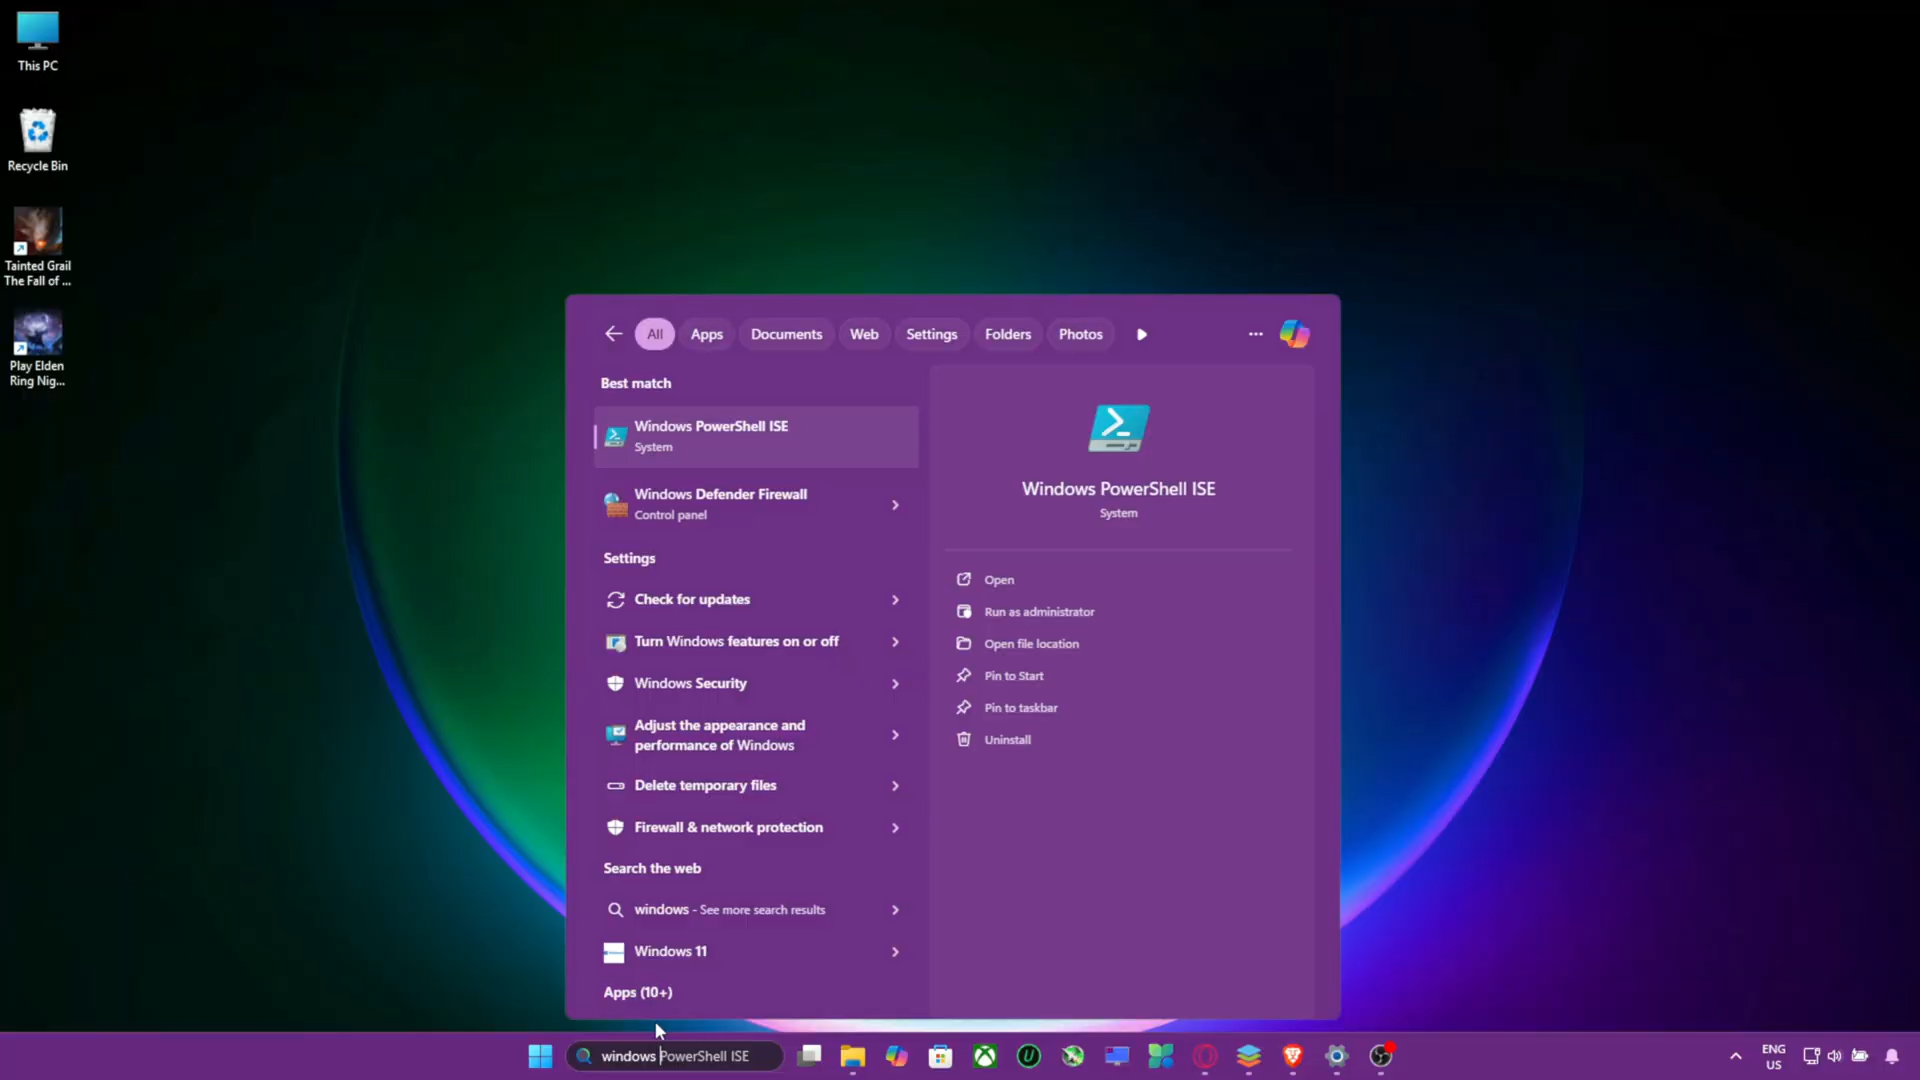 This PC
Recycle Bin
Tainted Grail
The Fall of ...
Play Elden
Ring Nig...
All
Apps
Documents
Web
Settings
Folders
Photos
Best match
Windows PowerShell ISE
System
Windows Defender Firewall
Control panel
Settings
Check for updates
Turn Windows features on or off
Windows Security
Adjust the appearance and
performance of Windows
Delete temporary files
Firewall & network protection
Search the web
windows - See more search results
Windows 11
Apps (10+)
Windows PowerShell ISE
System
Open
Run as administrator
Open file location
Pin to Start
Pin to taskbar
Uninstall
windows PowerShell ISE
ENG
US